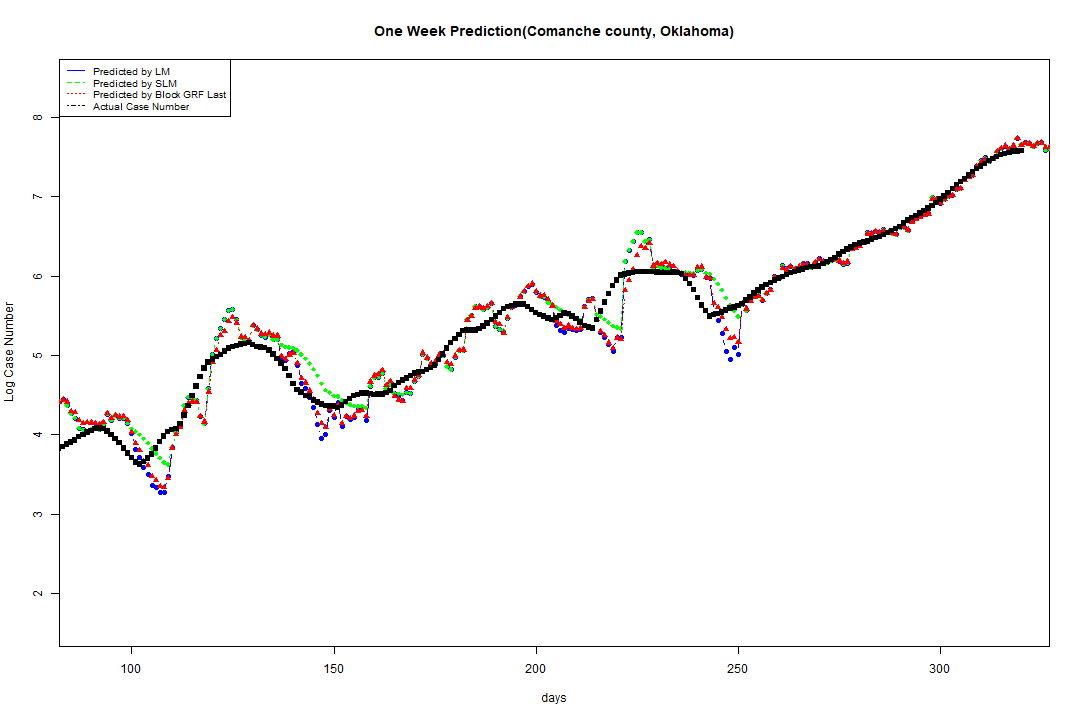 One Week Prediction(Comanche county, Oklahoma)
Predicted by LM
Predicted by SLM
Predicted by Block GRF Last
Actual Case Number
8
7
6
5
4
3
2
Log Case Number
100 150 200 250 300
days